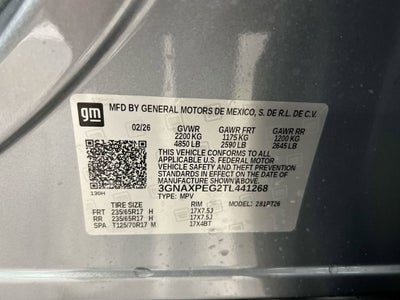 gm
MFD BY GENERAL MOTORS DE MEXICO, S. DE R.L. DE C.V.
02/26 GVWR GAWR FRT GAWR RR
2200 KG 1175 KG 1200 KG
4850 LB 2590 LB 2645 LB
THIS VEHICLE CONFORMS TO ALL
APPLICABLE U.S. FEDERAL MOTOR VEHICLE
SAFETY AND THEFT PREVENTION
STANDARDS IN EFFECT ON THE DATE OF
MANUFACTURE SHOWN ABOVE.
3GNAXPEG2TL441268
TYPE: MPV
MODEL: 281PT26
TIRE SIZE RIM
FRT 235/65R17 H 17X7.5J
RR 235/65R17 H 17X7.5J
SPA T125/70R17 M 17X4BT